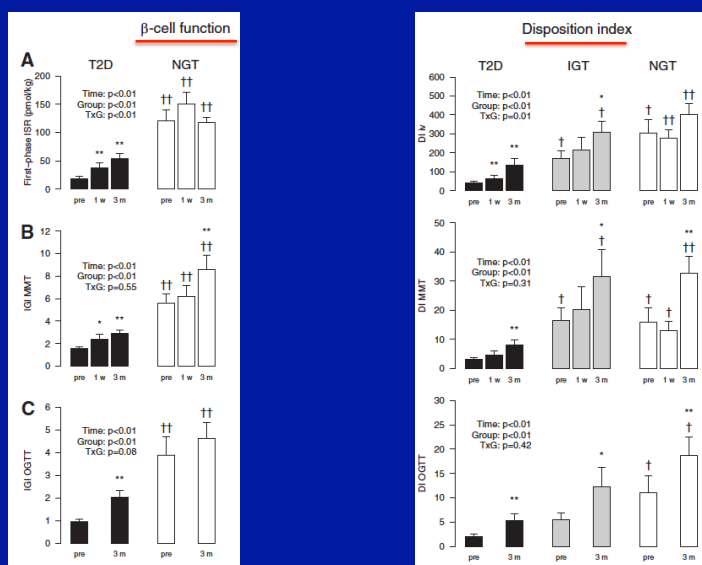 β-cell function
A
T2D NGT
First-phase ISR (pmol/kg)
200
150
100
50
0
Time: p<0.01
Group: p<0.01
TxG: p<0.01
** **
†† †† ††
pre 1 w 3 m pre 1 w 3 m
B
IGI MMT
12
10
8
6
4
2
0
Time: p<0.01
Group: p<0.01
TxG: p=0.55
* **
†† †† **
††
pre 1 w 3 m pre 1 w 3 m
C
IGI OGTT
6
5
4
3
2
1
0
Time: p<0.01
Group: p<0.01
TxG: p=0.08
**
†† ††
pre 3 m pre 3 m
Disposition index
T2D IGT NGT
DI iv
600
500
400
300
200
100
0
Time: p<0.01
Group: p<0.01
TxG: p=0.01
** **
† *
†
† †† ††
pre 1 w 3 m pre 1 w 3 m pre 1 w 3 m
DI MMT
50
40
30
20
10
0
Time: p<0.01
Group: p<0.01
TxG: p=0.31
**
† *
†
† † **
††
pre 1 w 3 m pre 1 w 3 m pre 1 w 3 m
DI OGTT
30
25
20
15
10
5
0
Time: p<0.01
Group: p<0.01
TxG: p=0.42
**
*
† **
†
pre 3 m pre 3 m pre 3 m